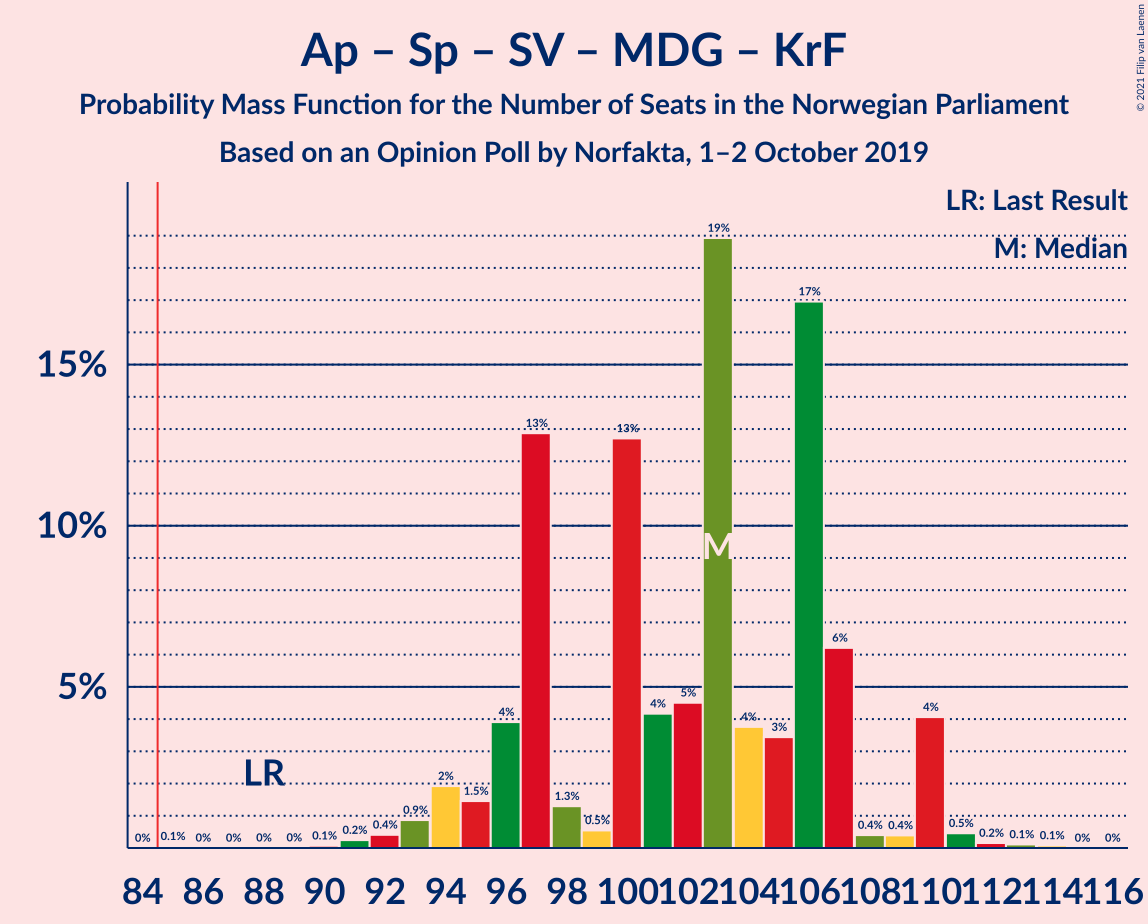 Ap – Sp – SV – MDG – KrF
Probability Mass Function for the Number of Seats in the Norwegian Parliament
Based on an Opinion Poll by Norfakta, 1–2 October 2019
© 2021 Filip van Laenen
LR: Last Result
M: Median
15%
10%
5%
LR
M
0% 0.1% 0% 0% 0% 0% 0.1% 0.2% 0.4% 0.9% 2% 1.5% 4% 13% 1.3% 0.5% 13% 4% 5% 19% 4% 3% 17% 6% 0.4% 0.4% 4% 0.5% 0.2% 0.1% 0.1% 0% 0%
84 86 88 90 92 94 96 98 100 102 104 106 108 110 112 114 116